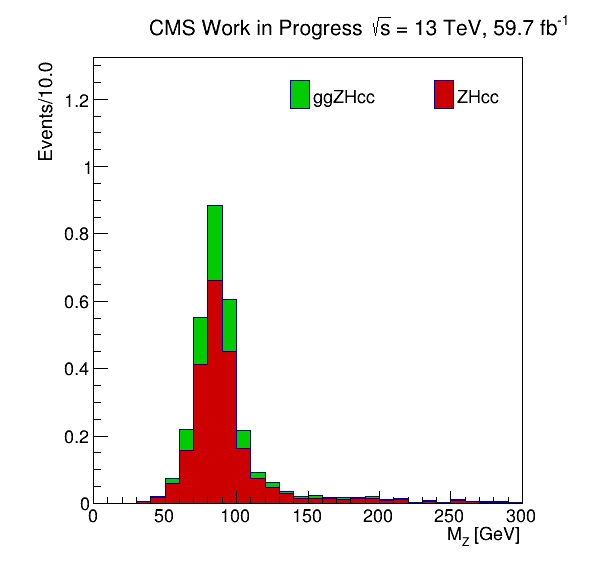 CMS Work in Progress √s = 13 TeV, 59.7 fb⁻¹
Events/10.0
ggZHcc ZHcc
1.2
1
0.8
0.6
0.4
0.2
0
0 50 100 150 200 250 300
M_Z [GeV]